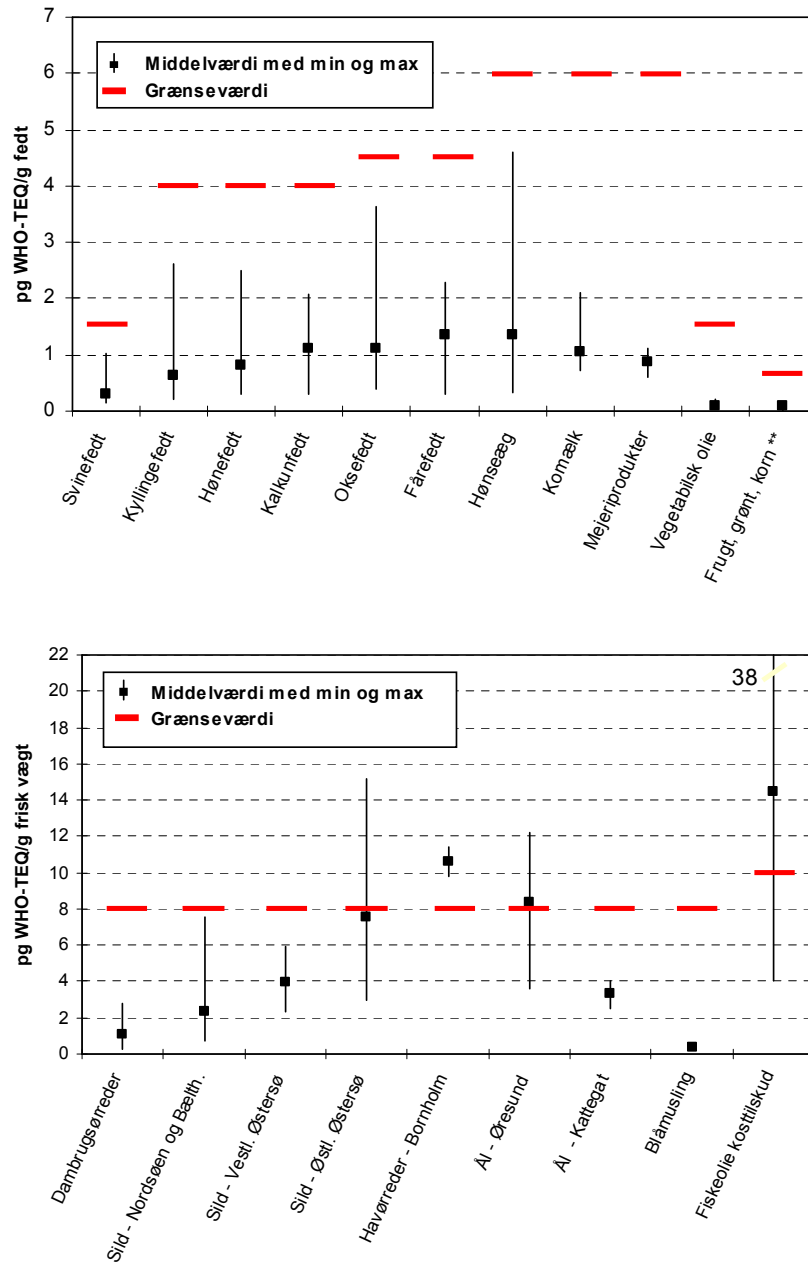 7
6
5
4
3
2
1
0
pg WHO-TEQ/g fedt
Middelværdi med min og max
Grænseværdi
Svinefedt
Kyllingefedt
Hønefedt
Kalkunfedt
Oksefedt
Fårefedt
Hønseæg
Komælk
Mejeriprodukter
Vegetabilsk olie
Frugt, grønt, korn **
22
20
18
16
14
12
10
8
6
4
2
0
pg WHO-TEQ/g frisk vægt
Middelværdi med min og max
Grænseværdi
38
Dambrugsørreder
Sild - Nordsøen og Bælth.
Sild - Vestl. Østersø
Sild - Østl. Østersø
Havørreder - Bornholm
Ål - Øresund
Ål - Kattegat
Blåmusling
Fiskeolie kosttilskud